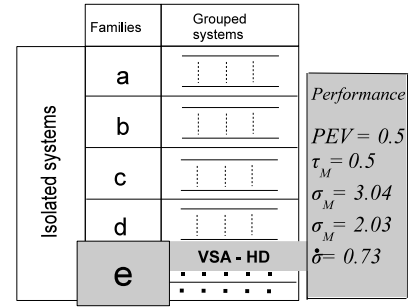 Families
Grouped
systems
Isolated systems
a
b
c
d
e
VSA - HD
Performance
PEV = 0.5
τ_M = 0.5
σ_M = 3.04
σ_M = 2.03
σ̇ = 0.73